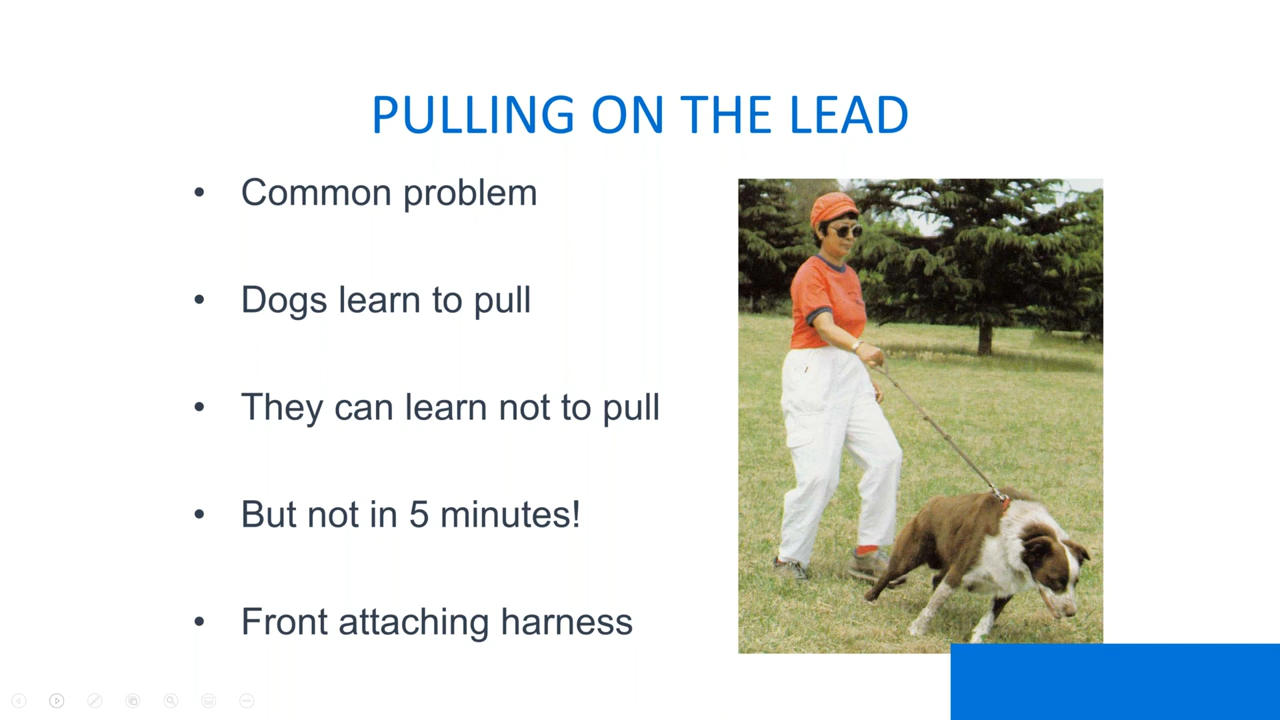 PULLING ON THE LEAD
• Common problem
• Dogs learn to pull
• They can learn not to pull
• But not in 5 minutes!
• Front attaching harness